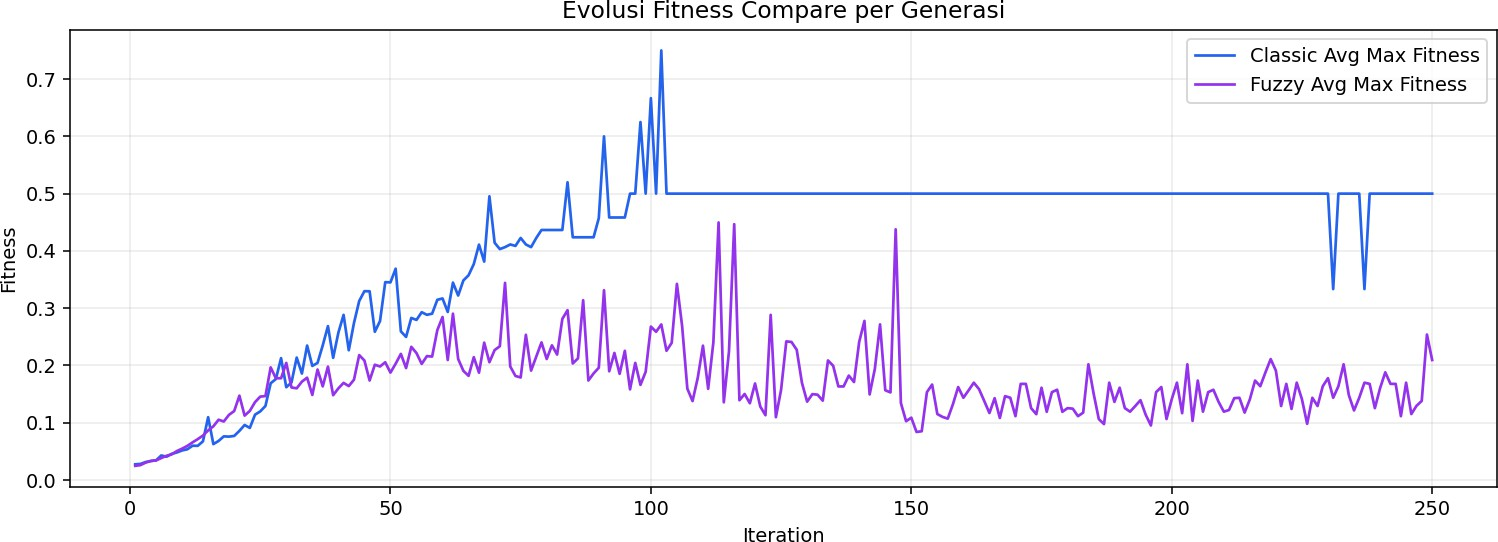 Evolusi Fitness Compare per Generasi
Classic Avg Max Fitness
Fuzzy Avg Max Fitness
Fitness
0.7
0.6
0.5
0.4
0.3
0.2
0.1
0.0
0
50
100
150
200
250
Iteration